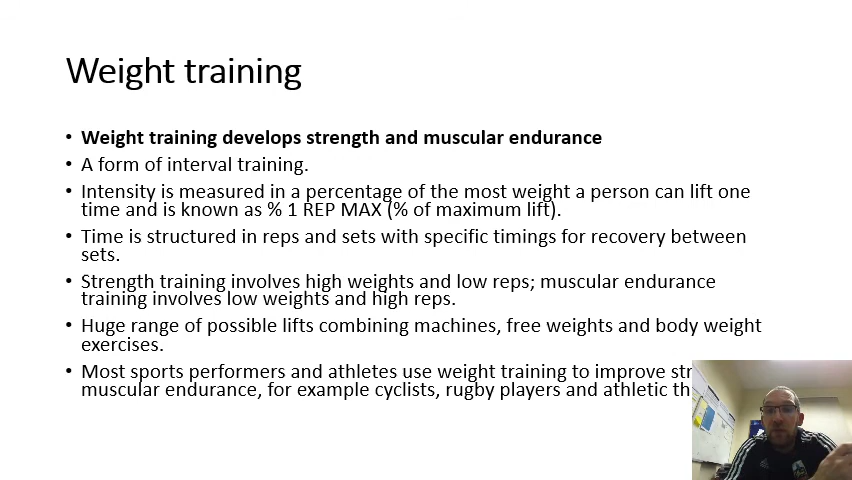 Weight training
• Weight training develops strength and muscular endurance
• A form of interval training.
• Intensity is measured in a percentage of the most weight a person can lift one
time and is known as % 1 REP MAX (% of maximum lift).
• Time is structured in reps and sets with specific timings for recovery between
sets.
• Strength training involves high weights and low reps; muscular endurance
training involves low weights and high reps.
• Huge range of possible lifts combining machines, free weights and body weight
exercises.
• Most sports performers and athletes use weight training to improve
muscular endurance, for example cyclists, rugby players and athletic